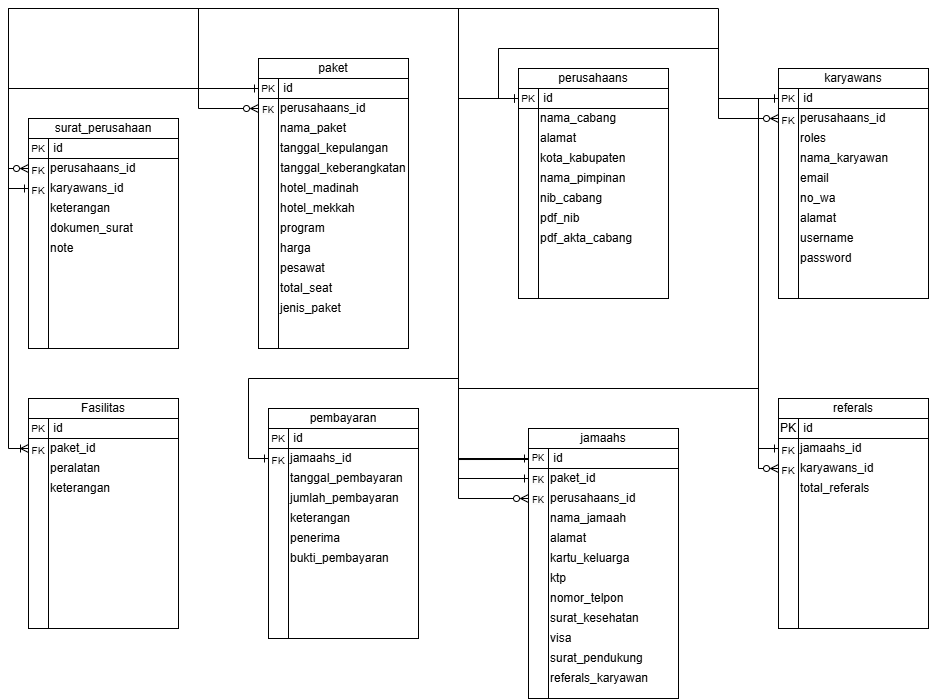 paket
PK id
FK perusahaans_id
nama_paket
tanggal_kepulangan
tanggal_keberangkatan
hotel_madinah
hotel_mekkah
program
harga
pesawat
total_seat
jenis_paket
perusahaans
PK id
nama_cabang
alamat
kota_kabupaten
nama_pimpinan
nib_cabang
pdf_nib
pdf_akta_cabang
karyawans
PK id
FK perusahaans_id
roles
nama_karyawan
email
no_wa
alamat
username
password
surat_perusahaan
PK id
FK perusahaans_id
FK karyawans_id
keterangan
dokumen_surat
note
Fasilitas
PK id
FK paket_id
peralatan
keterangan
pembayaran
PK id
FK jamaahs_id
tanggal_pembayaran
jumlah_pembayaran
keterangan
penerima
bukti_pembayaran
jamaahs
PK id
FK paket_id
FK perusahaans_id
nama_jamaah
alamat
kartu_keluarga
ktp
nomor_telpon
surat_kesehatan
visa
surat_pendukung
referals_karyawan
referals
PK id
FK jamaahs_id
FK karyawans_id
total_referals